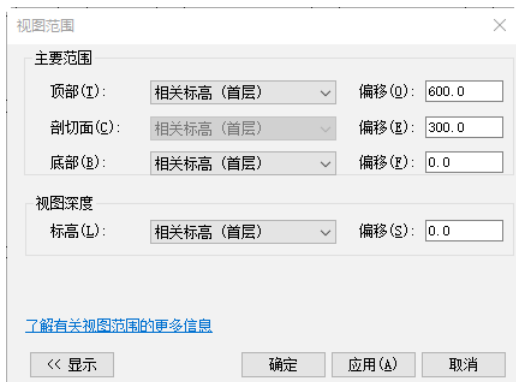 视图范围
主要范围
顶部(T): 相关标高 (首层) 偏移(O): 600.0
剖切面(C): 相关标高 (首层) 偏移(E): 300.0
底部(B): 相关标高 (首层) 偏移(F): 0.0
视图深度
标高(L): 相关标高 (首层) 偏移(S): 0.0
了解有关视图范围的更多信息
<< 显示 确定 应用(A) 取消